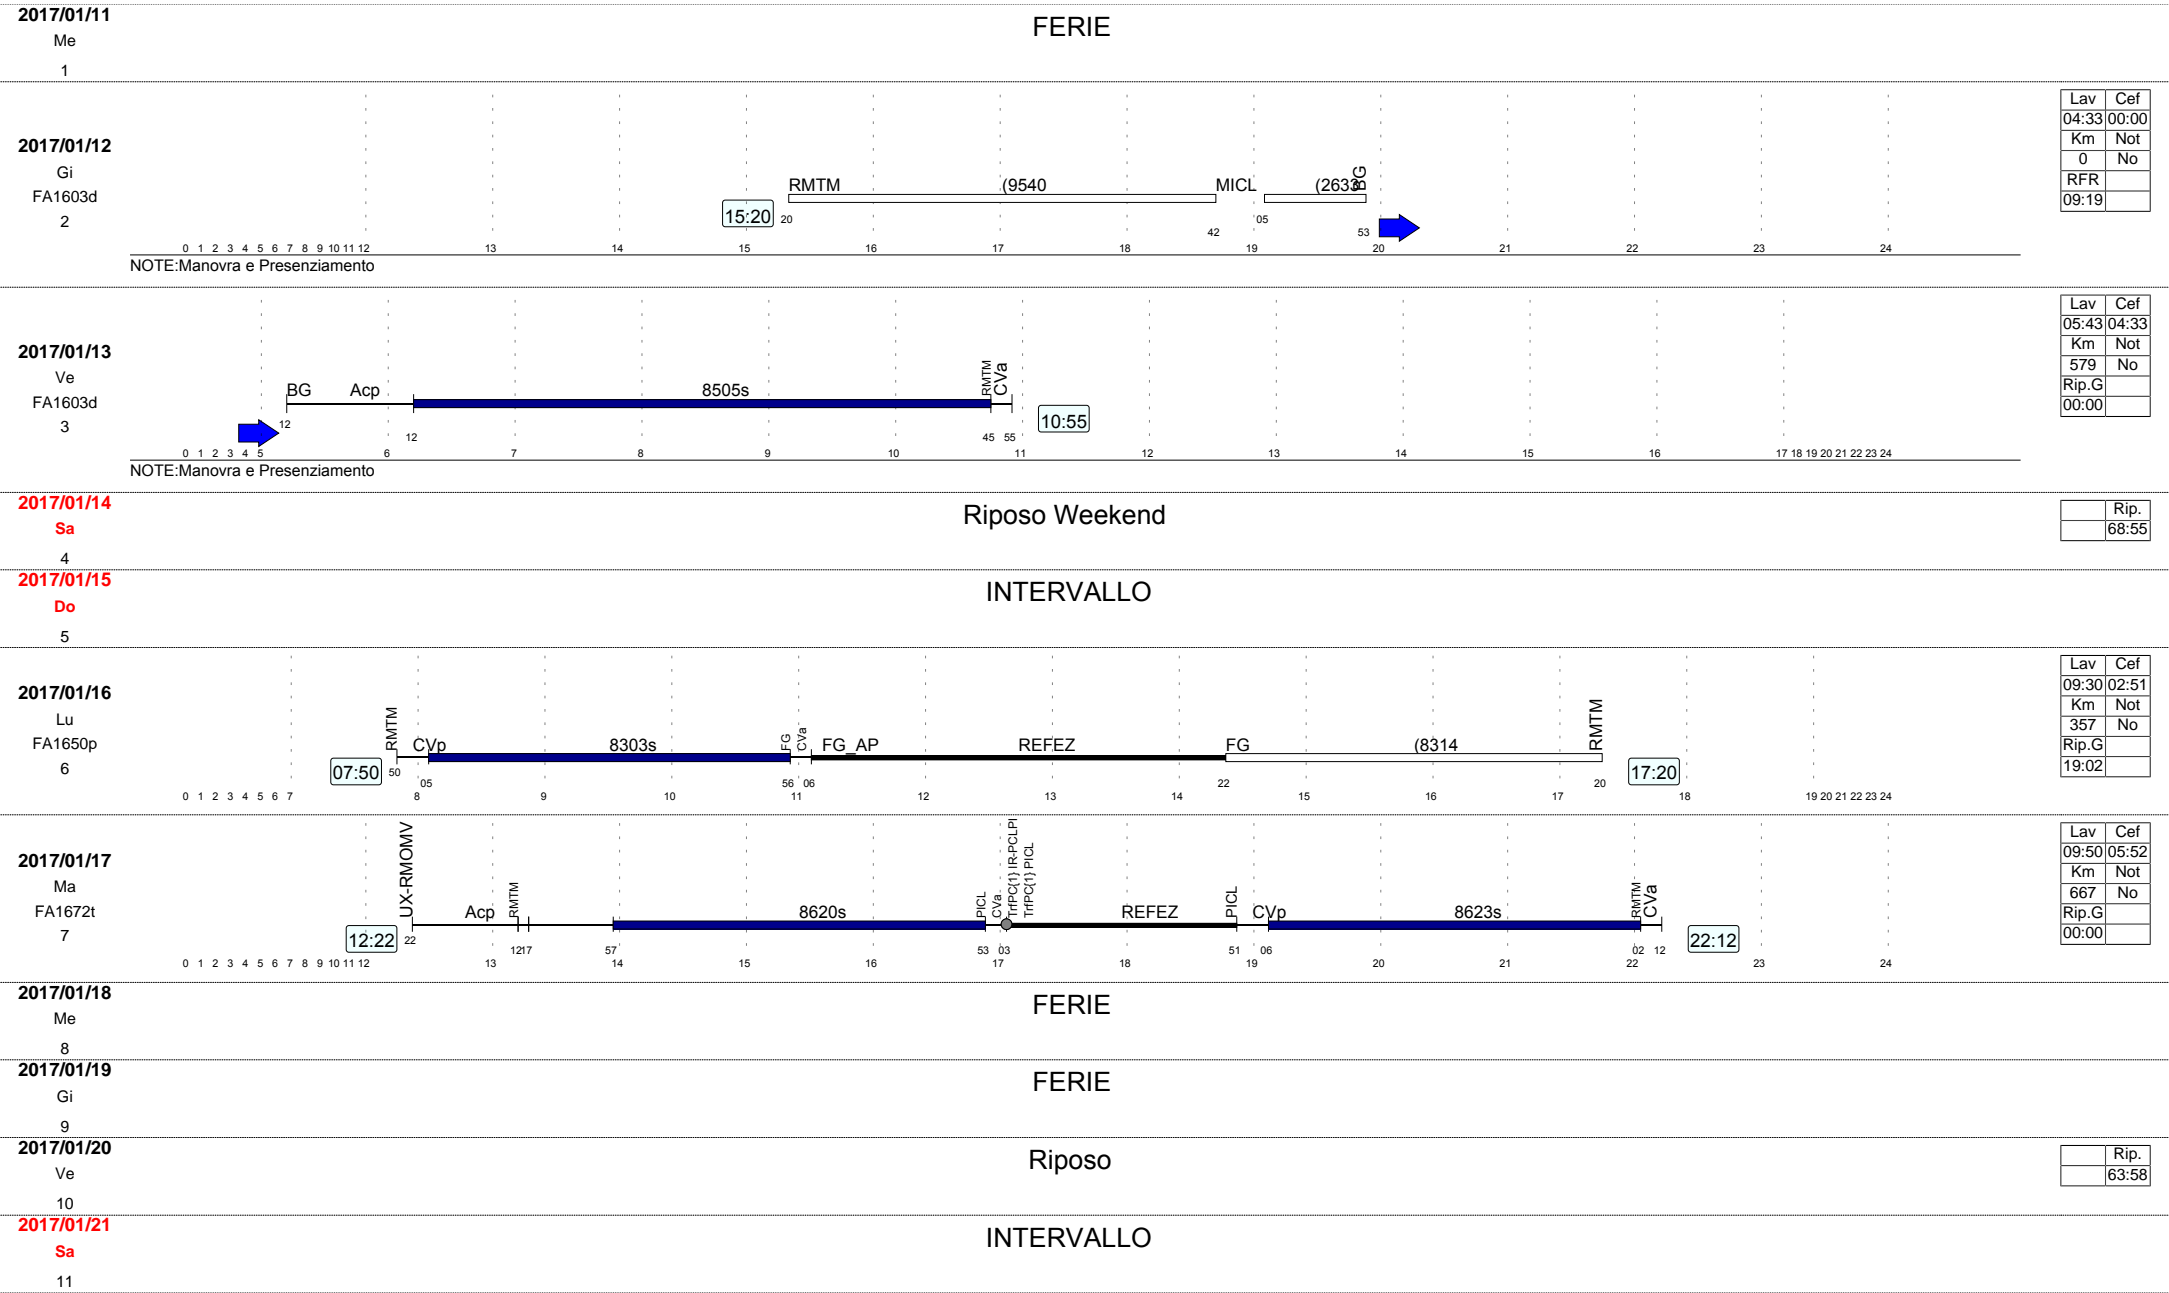 2017/01/11
Me
1
FERIE
2017/01/12
Gi
FA1603d
2
15:20
RMTM (9540 MICL (2633 BG
20 42 05 53
0 1 2 3 4 5 6 7 8 9 10 11 12 13 14 15 16 17 18 19 20 21 22 23 24
NOTE:Manovra e Presenziamento
Lav Cef
04:33 00:00
Km Not
0 No
RFR
09:19
2017/01/13
Ve
FA1603d
3
BG Acp 8505s RMTM CVa
12 12 45 55
10:55
0 1 2 3 4 5 6 7 8 9 10 11 12 13 14 15 16 17 18 19 20 21 22 23 24
NOTE:Manovra e Presenziamento
Lav Cef
05:43 04:33
Km Not
579 No
Rip.G
00:00
2017/01/14
Sa
4
Riposo Weekend
Rip.
68:55
2017/01/15
Do
5
INTERVALLO
2017/01/16
Lu
FA1650p
6
07:50
RMTM CVp 8303s FG CVa FG_AP REFEZ FG (8314 RMTM
50 05 56 06 22 20
17:20
0 1 2 3 4 5 6 7 8 9 10 11 12 13 14 15 16 17 18 19 20 21 22 23 24
Lav Cef
09:30 02:51
Km Not
357 No
Rip.G
19:02
2017/01/17
Ma
FA1672t
7
12:22
UX-RMOMV Acp RMTM 8620s PICL CVa TrfPC{1} IR-PCLPI TrfPC{1} PICL REFEZ PICL CVp 8623s RMTM CVa
22 12 17 57 53 03 51 06 02 12
22:12
0 1 2 3 4 5 6 7 8 9 10 11 12 13 14 15 16 17 18 19 20 21 22 23 24
Lav Cef
09:50 05:52
Km Not
667 No
Rip.G
00:00
2017/01/18
Me
8
FERIE
2017/01/19
Gi
9
FERIE
2017/01/20
Ve
10
Riposo
Rip.
63:58
2017/01/21
Sa
11
INTERVALLO